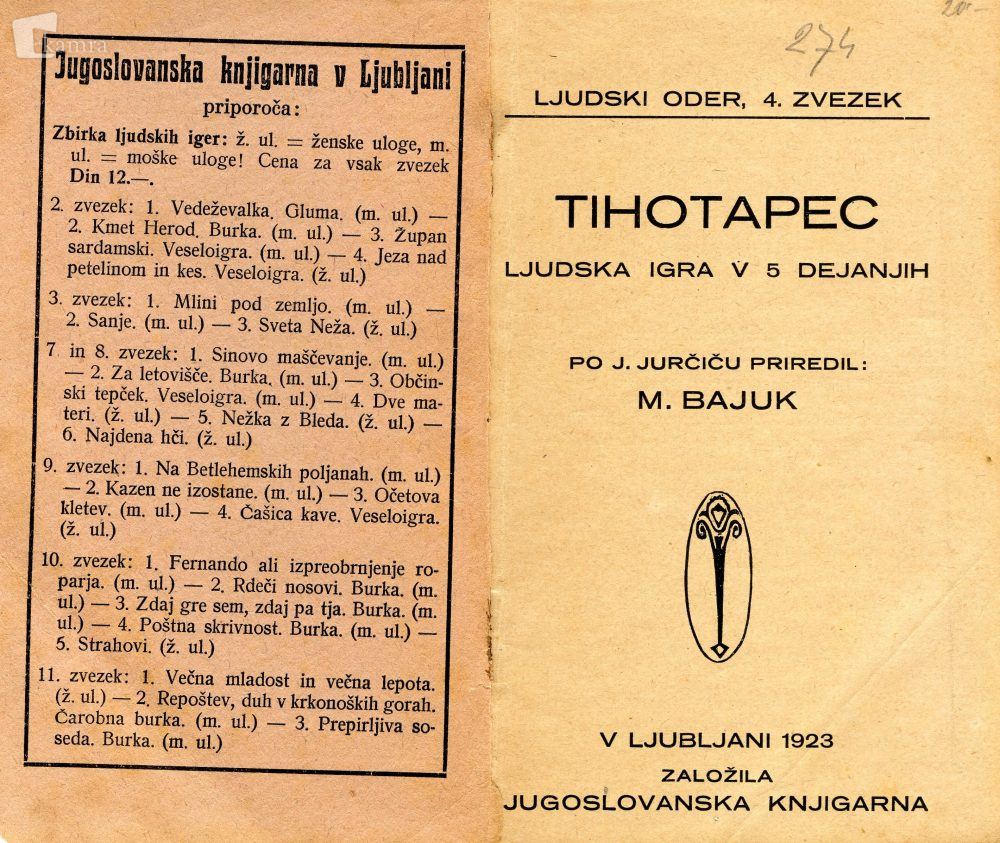 kamra
Jugoslovanska knjigarna v Ljubljani
priporoča:
Zbirka ljudskih iger: ž. ul. = ženske uloge, m.
ul. = moške uloge! Cena za vsak zvezek
Din 12.—.
2. zvezek: 1. Vedeževalka. Gluma. (m. ul.) —
2. Kmet Herod. Burka. (m. ul.) — 3. Župan
sardamski. Veseloigra. (m. ul.) — 4. Jeza nad
petelinom in kes. Veseloigra. (ž. ul.)
3. zvezek: 1. Mlini pod zemljo. (m. ul.) —
2. Sanje. (m. ul.) — 3. Sveta Neža. (ž. ul.)
7 in 8. zvezek: 1. Sinovo maščevanje. (m. ul.)
— 2. Za letovišče. Burka. (m. ul.) — 3. Občin-
ski tepček. Veseloigra. (m. ul.) — 4. Dve ma-
teri. (ž. ul.) — 5. Nežka z Bleda. (ž. ul.) —
6. Najdena hči. (ž. ul.)
9. zvezek: 1. Na Betlehemskih poljanah. (m. ul.)
— 2. Kazen ne izostane. (m. ul.) — 3. Očetova
kletev. (m. ul.) — 4. Čašica kave. Veseloigra.
(ž. ul.)
10. zvezek: 1. Fernando ali izpreobrnjenje ro-
parja. (m. ul.) — 2. Rdeči nosovi. Burka. (m.
ul.) — 3. Zdaj gre sem, zdaj pa tja. Burka. (m.
ul.) — 4. Poštna skrivnost. Burka. (m. ul.) —
5. Strahovi. (ž. ul.)
11. zvezek: 1. Večna mladost in večna lepota.
(ž. ul.) — 2. Repoštev, duh v krkonoških gorah.
Čarobna burka. (m. ul.) — 3. Prepirljiva so-
seda. Burka. (m. ul.)
20.-
274
LJUDSKI ODER, 4. ZVEZEK
TIHOTAPEC
LJUDSKA IGRA V 5 DEJANJIH
PO J. JURČIČU PRIREDIL:
M. BAJUK
V LJUBLJANI 1923
ZALOŽILA
JUGOSLOVANSKA KNJIGARNA